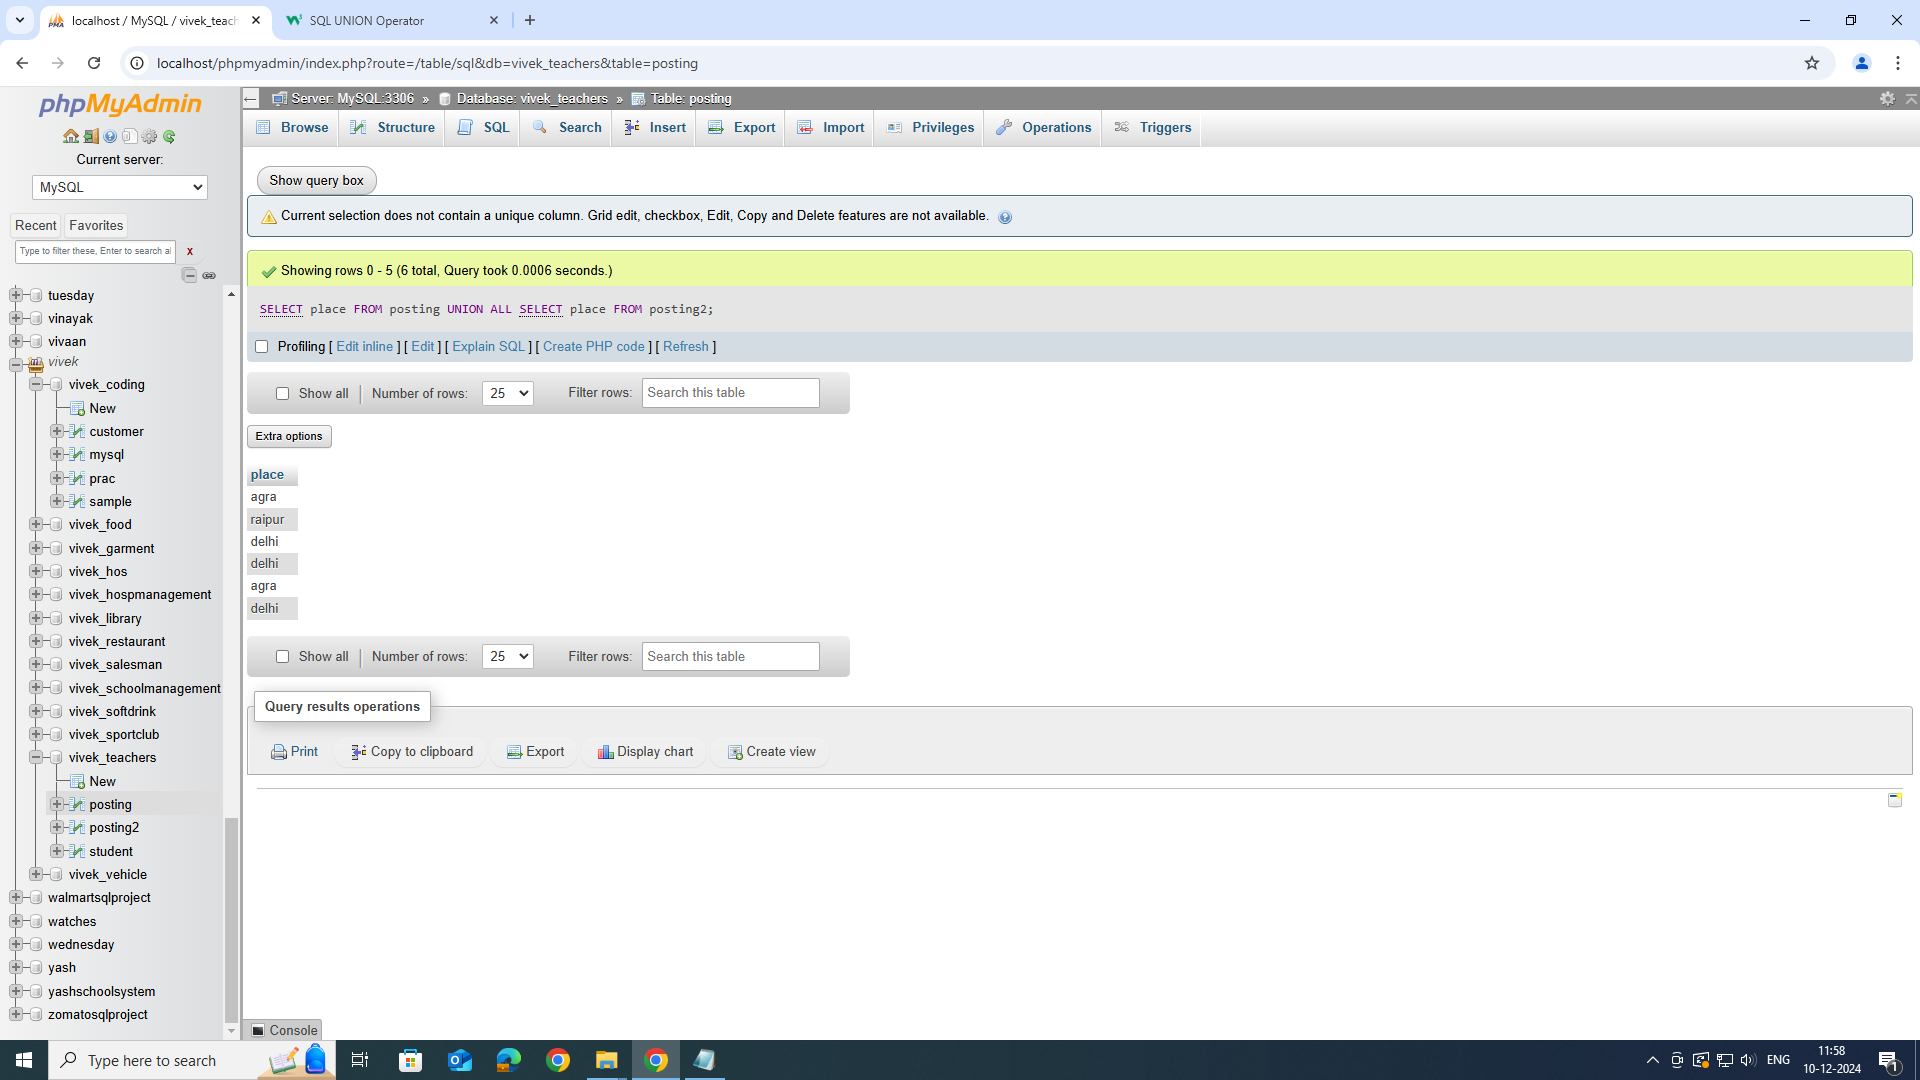 localhost / MySQL / vivek_teach
SQL UNION Operator
localhost/phpmyadmin/index.php?route=/table/sql&db=vivek_teachers&table=posting
phpMyAdmin
Current server:
MySQL
Recent
Favorites
Type to filter these, Enter to search al
x
tuesday
vinayak
vivaan
vivek
vivek_coding
New
customer
mysql
prac
sample
vivek_food
vivek_garment
vivek_hos
vivek_hospmanagement
vivek_library
vivek_restaurant
vivek_salesman
vivek_schoolmanagement
vivek_softdrink
vivek_sportclub
vivek_teachers
New
posting
posting2
student
vivek_vehicle
walmartsqlproject
watches
wednesday
yash
yashschoolsystem
zomatosqlproject
Server: MySQL:3306 » Database: vivek_teachers » Table: posting
Browse Structure SQL Search Insert Export Import Privileges Operations Triggers
Show query box
Current selection does not contain a unique column. Grid edit, checkbox, Edit, Copy and Delete features are not available.
Showing rows 0 - 5 (6 total, Query took 0.0006 seconds.)
SELECT place FROM posting UNION ALL SELECT place FROM posting2;
Profiling [ Edit inline ] [ Edit ] [ Explain SQL ] [ Create PHP code ] [ Refresh ]
Show all Number of rows: 25 Filter rows: Search this table
Extra options
place
agra
raipur
delhi
delhi
agra
delhi
Show all Number of rows: 25 Filter rows: Search this table
Query results operations
Print Copy to clipboard Export Display chart Create view
Console
Type here to search
ENG
11:58
10-12-2024
1